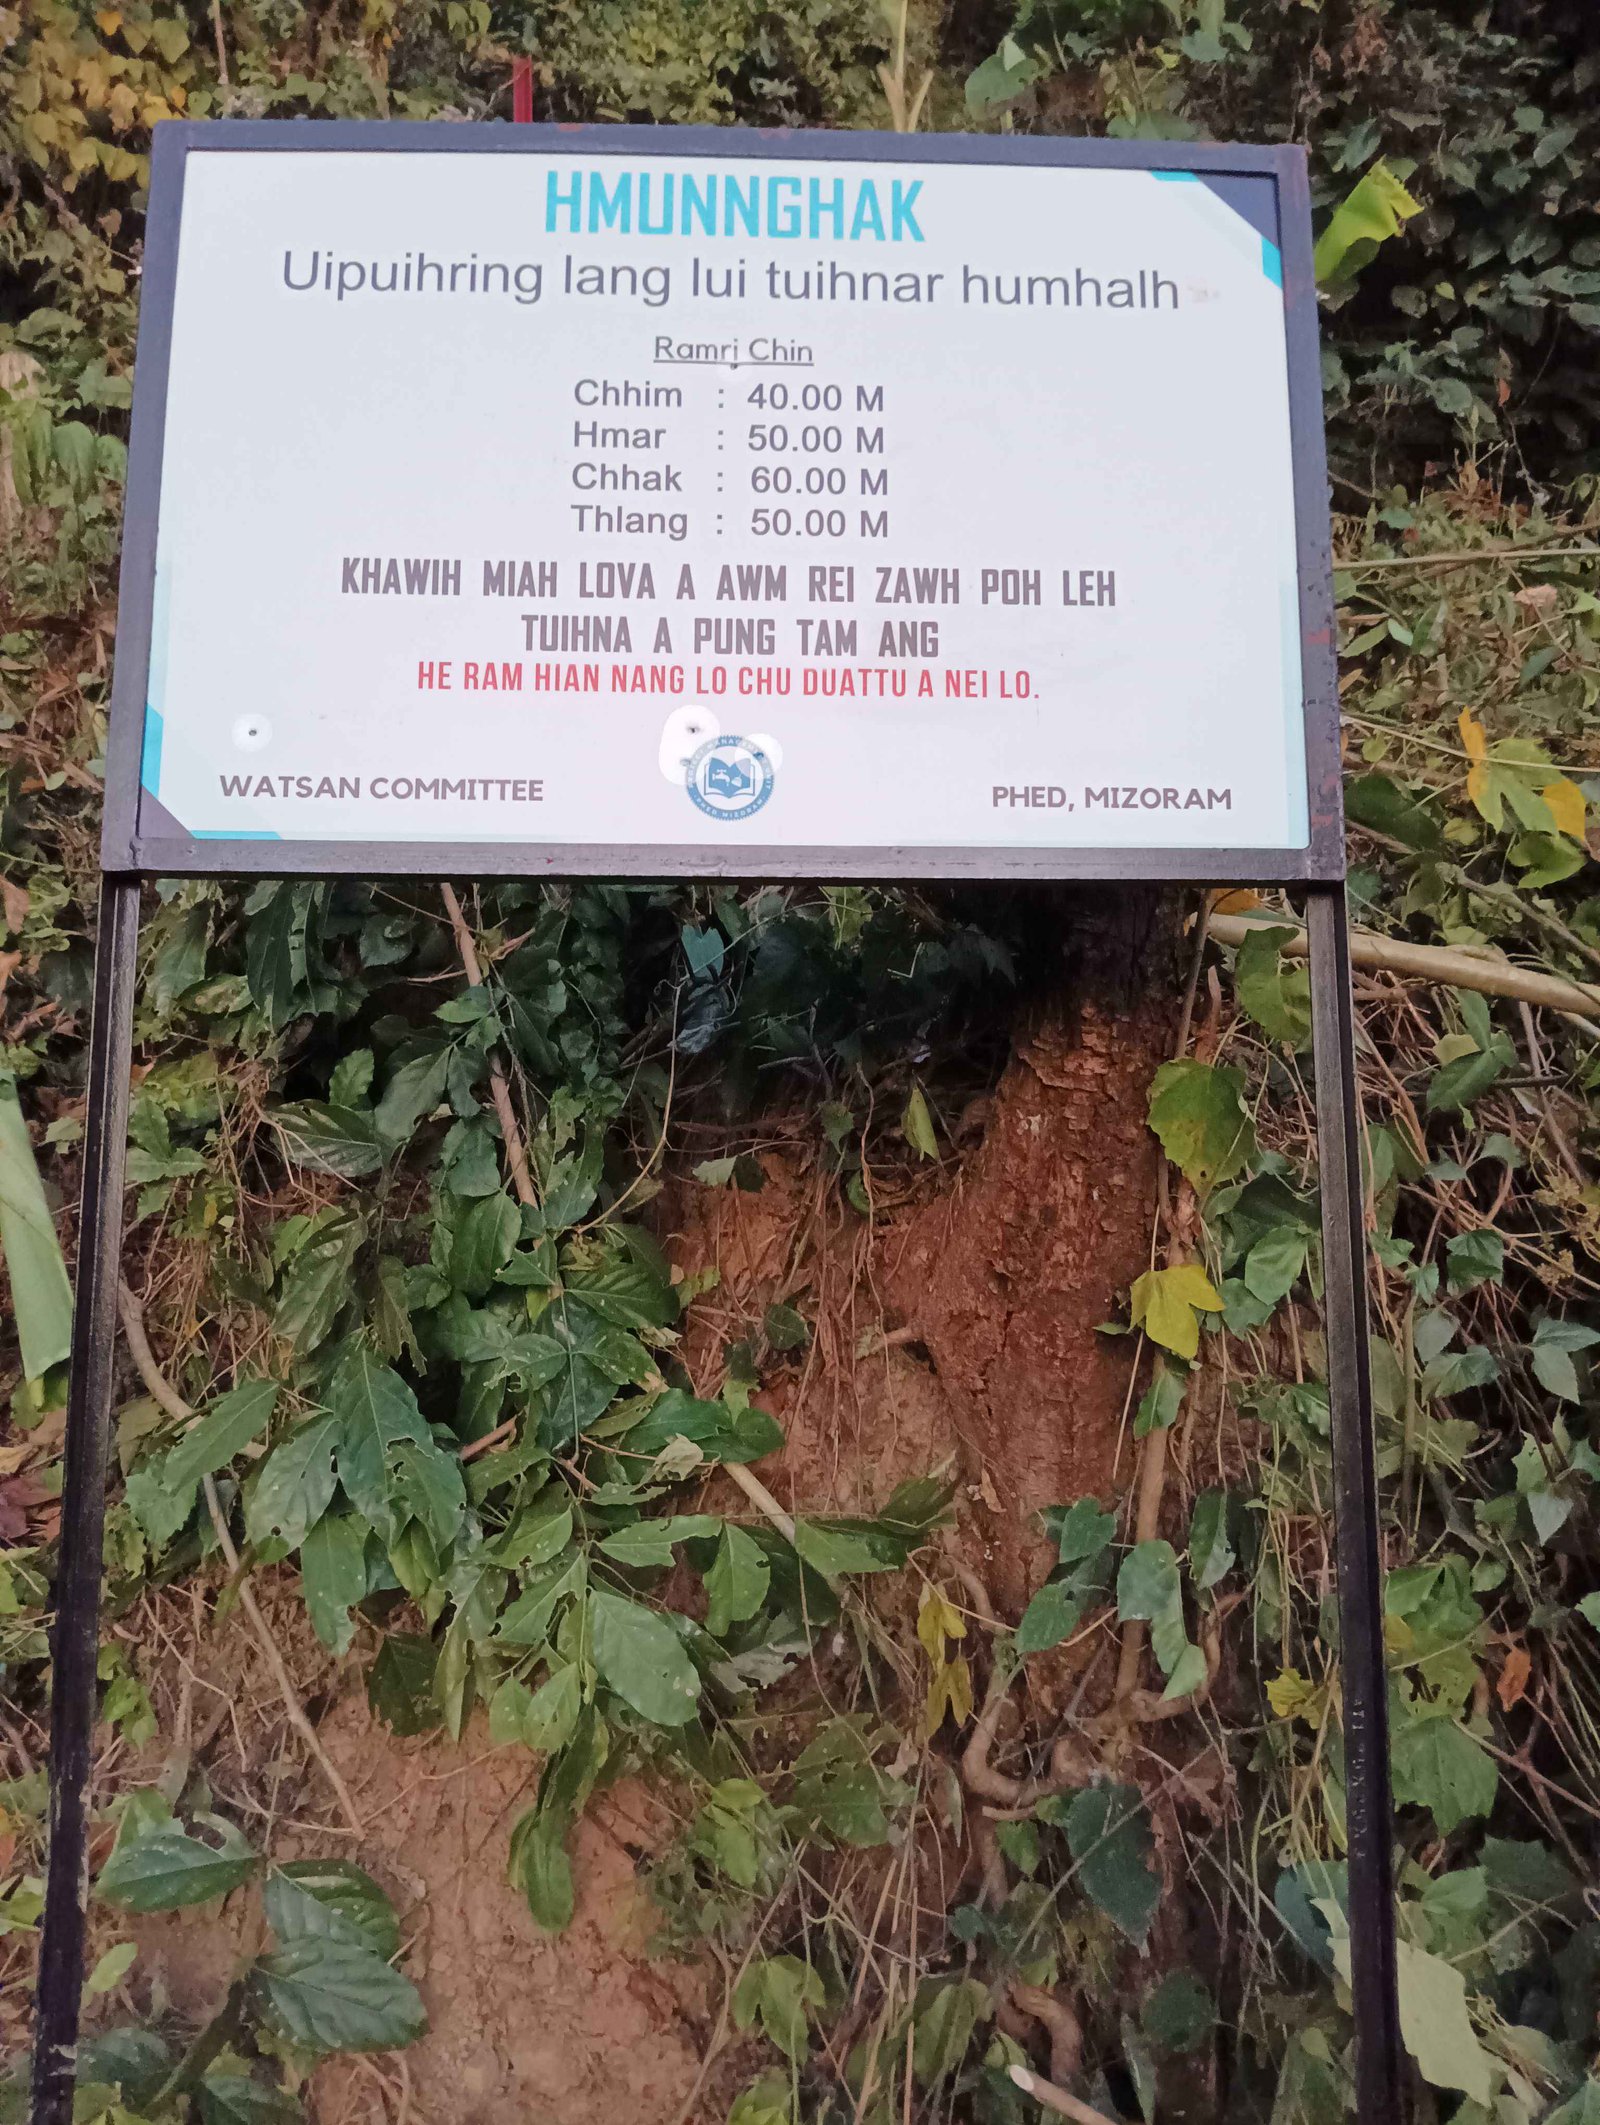 HMUNNGHAK
Uipuihring lang lui tuihnar humhalh
Ramri Chin
Chhim : 40.00 M
Hmar : 50.00 M
Chhak : 60.00 M
Thlang : 50.00 M
KHAWIH MIAH LOVA A AWM REI ZAWH POH LEH
TUIHNA A PUNG TAM ANG
HE RAM HIAN NANG LO CHU DUATTU A NEI LO.
WATSAN COMMITTEE
PHED, MIZORAM